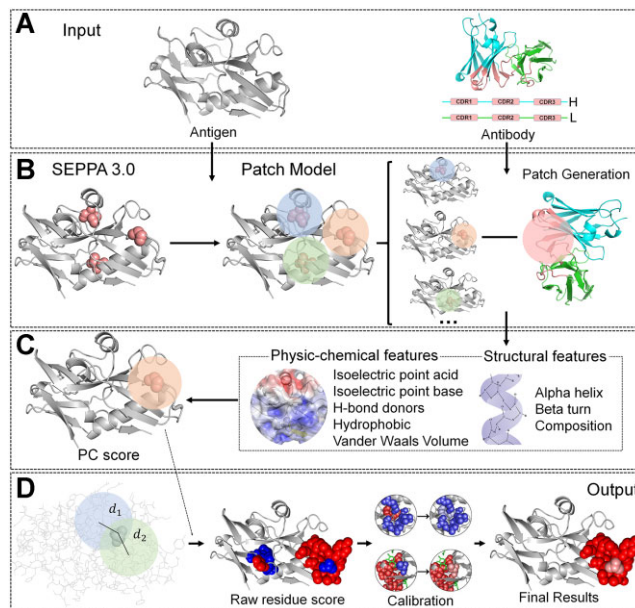 A
Input
Antigen
CDR1 CDR2 CDR3 H
CDR1 CDR2 CDR3 L
Antibody
B
SEPPA 3.0
Patch Model
Patch Generation
...
C
PC score
Physic-chemical features
Isoelectric point acid
Isoelectric point base
H-bond donors
Hydrophobic
Vander Waals Volume
Structural features
Alpha helix
Beta turn
Composition
D
Output
d1
d2
Raw residue score
Calibration
Final Results